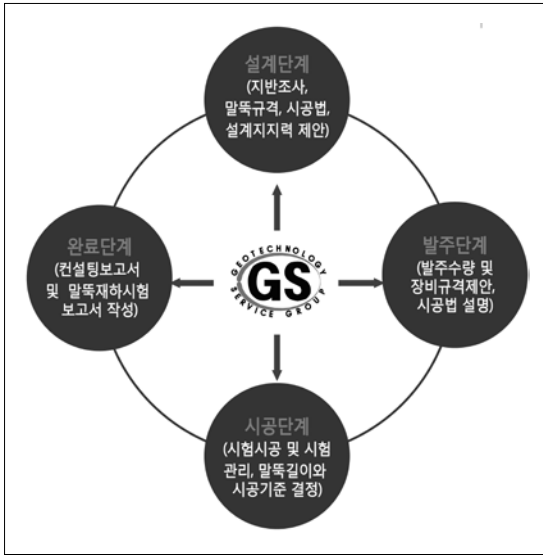 설계단계
(지반조사,
말뚝규격, 시공법,
설계지지력 제안)
완료단계
(컨설팅보고서
및 말뚝재하시험
보고서 작성)
GEOTECHNOLOGY
GS
SERVICE GROUP
발주단계
(발주수량 및
장비규격제안,
시공법 설명)
시공단계
(시험시공 및 시험
관리, 말뚝길이와
시공기준 결정)